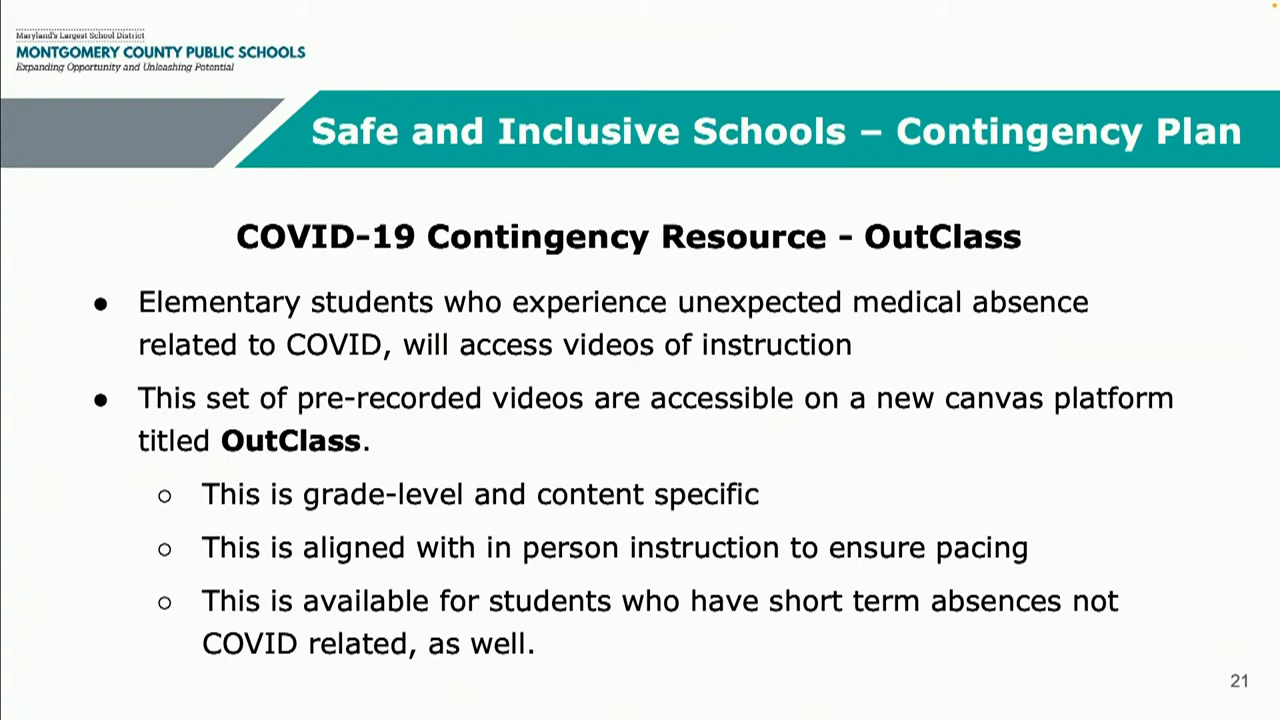 Maryland's Largest School District
MONTGOMERY COUNTY PUBLIC SCHOOLS
Expanding Opportunity and Unleashing Potential
Safe and Inclusive Schools – Contingency Plan
COVID-19 Contingency Resource - OutClass
● Elementary students who experience unexpected medical absence
related to COVID, will access videos of instruction
● This set of pre-recorded videos are accessible on a new canvas platform
titled OutClass.
○ This is grade-level and content specific
○ This is aligned with in person instruction to ensure pacing
○ This is available for students who have short term absences not
COVID related, as well.
21